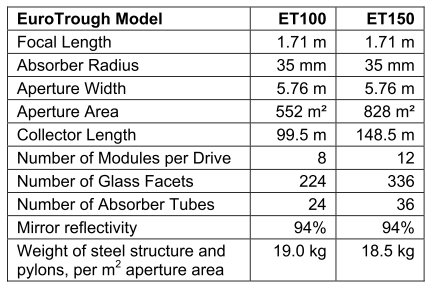 EuroTrough Model ET100 ET150
Focal Length 1.71 m 1.71 m
Absorber Radius 35 mm 35 mm
Aperture Width 5.76 m 5.76 m
Aperture Area 552 m² 828 m²
Collector Length 99.5 m 148.5 m
Number of Modules per Drive 8 12
Number of Glass Facets 224 336
Number of Absorber Tubes 24 36
Mirror reflectivity 94% 94%
Weight of steel structure and 19.0 kg 18.5 kg
pylons, per m² aperture area